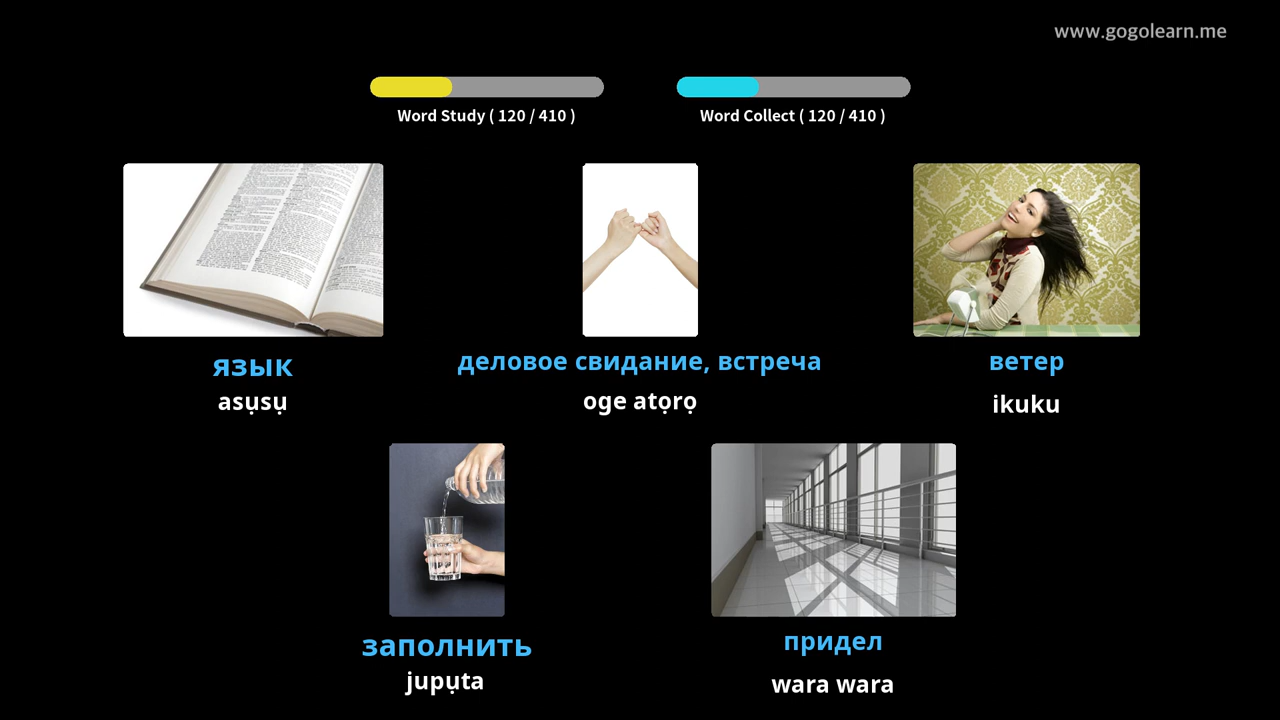 www.gogolearn.me
Word Study ( 120 / 410 )
Word Collect ( 120 / 410 )
язык
asụsụ
деловое свидание, встреча
oge atọrọ
ветер
ikuku
заполнить
jupụta
придел
wara wara